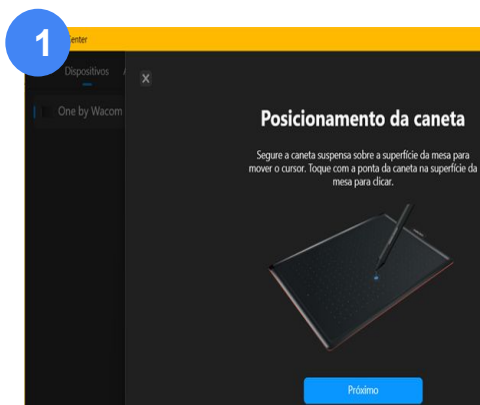 1
Center
Dispositivos
One by Wacom
X
Posicionamento da caneta
Segure a caneta suspensa sobre a superfície da mesa para
mover o cursor. Toque com a ponta da caneta na superfície da
mesa para clicar.
Próximo